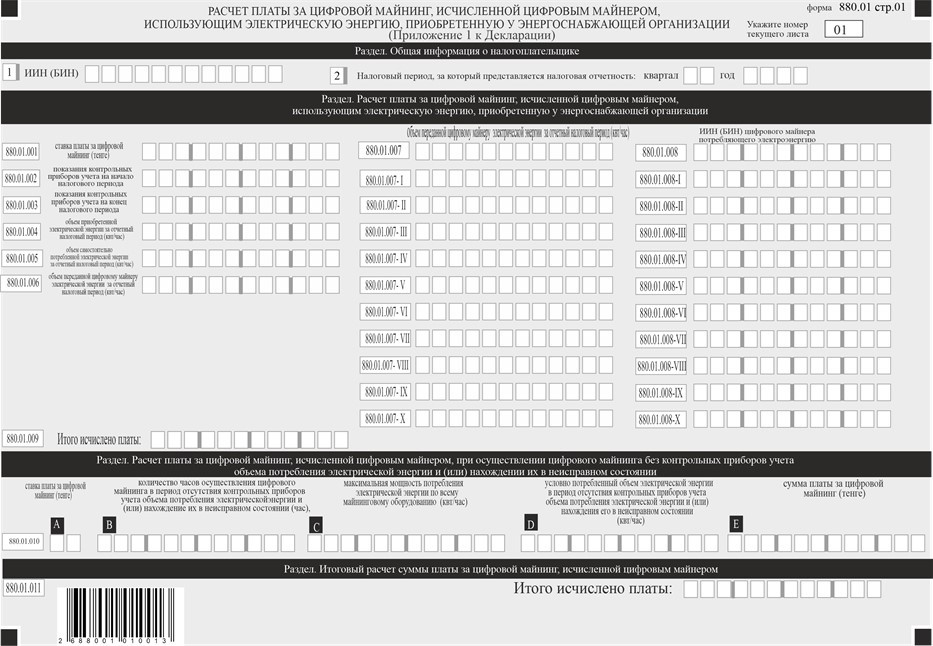 форма 880.01 стр.01
РАСЧЕТ ПЛАТЫ ЗА ЦИФРОВОЙ МАЙНИНГ, ИСЧИСЛЕННОЙ ЦИФРОВЫМ МАЙНЕРОМ,
ИСПОЛЬЗУЮЩИМ ЭЛЕКТРИЧЕСКУЮ ЭНЕРГИЮ, ПРИОБРЕТЕННУЮ У ЭНЕРГОСНАБЖАЮЩЕЙ ОРГАНИЗАЦИИ
(Приложение 1 к Декларации)
Укажите номер
текущего листа
01
Раздел. Общая информация о налогоплательщике
1 ИИН (БИН)
2 Налоговый период, за который представляется налоговая отчетность: квартал год
Раздел. Расчет платы за цифровой майнинг, исчисленной цифровым майнером,
использующим электрическую энергию, приобретенную у энергоснабжающей организации
880.01.001
ставка платы за цифровой
майнинг (тенге)
880.01.002
показания контрольных
приборов учета на начало
налогового периода
880.01.003
показания контрольных
приборов учета на конец
налогового периода
880.01.004
объем приобретенной
электрической энергии за отчетный
налоговый период (квт/час)
880.01.005
объем самостоятельно
потребленной электрической энергии
за отчетный налоговый период (квт/час)
880.01.006
объем переданной цифровому майнеру
электрической энергии за отчетный
налоговый период (квт/час)
Объем переданной цифровому майнеру электрической энергии за отчетный налоговый период (квт/час)
880.01.007
880.01.007- I
880.01.007- II
880.01.007- III
880.01.007- IV
880.01.007- V
880.01.007- VI
880.01.007- VII
880.01.007- VIII
880.01.007- IX
880.01.007- X
ИИН (БИН) цифрового майнера
потребляющего электроэнергию
880.01.008
880.01.008-I
880.01.008-II
880.01.008-III
880.01.008-IV
880.01.008-V
880.01.008-VI
880.01.008-VII
880.01.008-VIII
880.01.008-IX
880.01.008-X
880.01.009 Итого исчислено платы:
Раздел. Расчет платы за цифровой майнинг, исчисленной цифровым майнером, при осуществлении цифрового майнинга без контрольных приборов учета
объема потребления электрической энергии и (или) нахождении их в неисправном состоянии
ставка платы за цифровой
майнинг (тенге)
A
количество часов осуществления цифрового
майнинга в период отсутствия контрольных приборов
учета объема потребления электрическойэнергии и
(или) нахождение их в неисправном состоянии (час),
B
максимальная мощность потребления
электрической энергии по всему
майнинговому оборудованию (квт/час)
C
условно потребленный объем электрической энергии
в период отсутствия контрольных приборов учета
объема потребления электрической энергии и (или)
нахождения его в неисправном состоянии
(квт/час)
D
сумма платы за цифровой
майнинг (тенге)
E
880.01.010
Раздел. Итоговый расчет суммы платы за цифровой майнинг, исчисленной цифровым майнером
880.01.011
Итого исчислено платы:
2 688001 010013